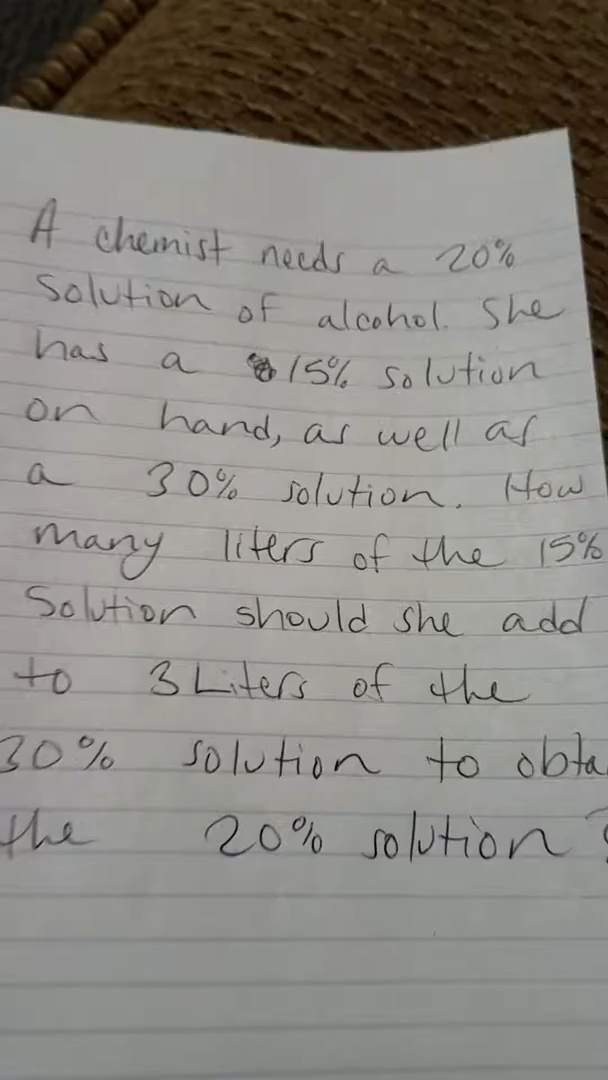 A chemist needs a 20%
solution of alcohol. She
has a 15% solution
on hand, as well as
a 30% solution. How
many liters of the 15%
solution should she add
to 3 Liters of the
30% solution to obta
the 20% solution?